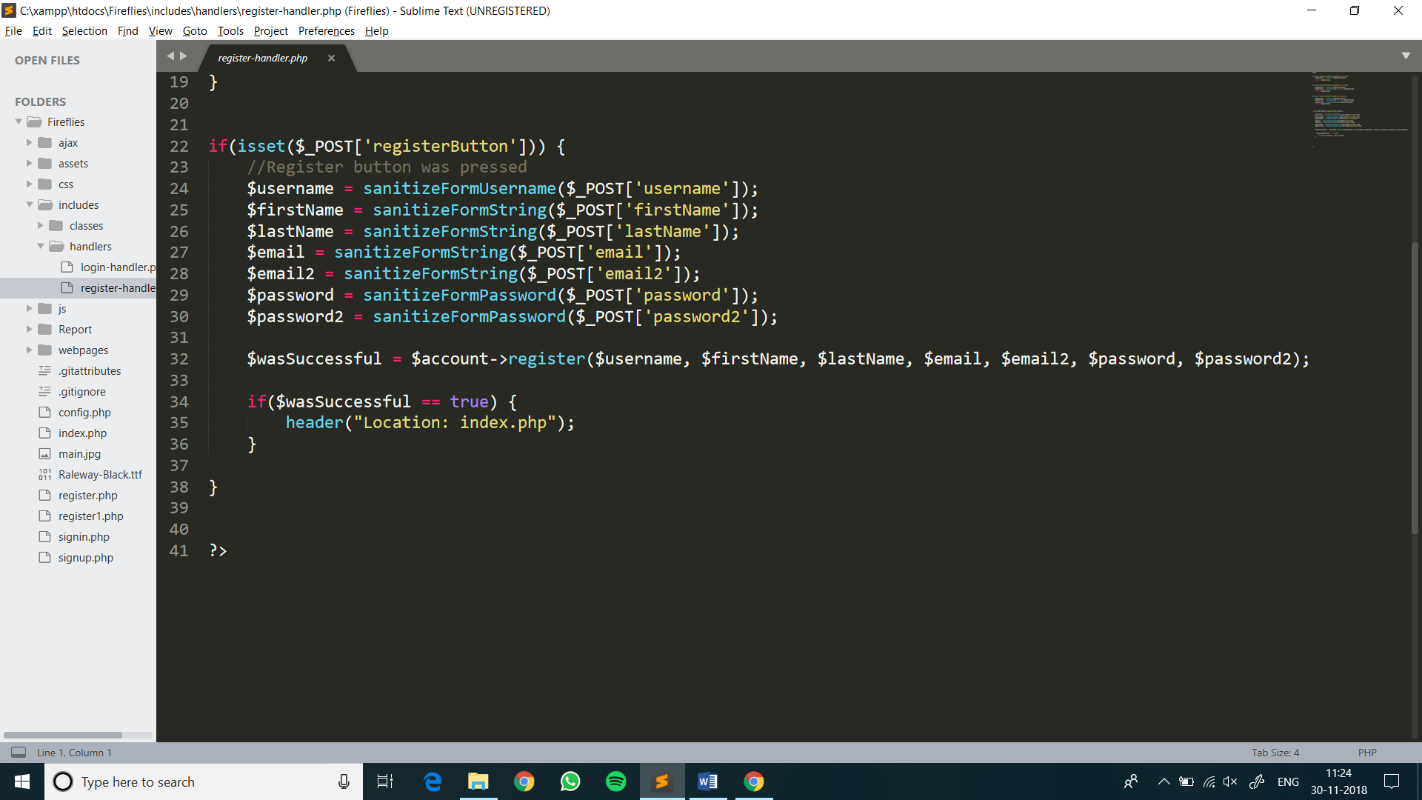 C:\xampp\htdocs\Fireflies\includes\handlers\register-handler.php (Fireflies) - Sublime Text (UNREGISTERED)
File Edit Selection Find View Goto Tools Project Preferences Help
OPEN FILES
FOLDERS
Fireflies
ajax
assets
css
includes
classes
handlers
login-handler.p
register-handle
js
Report
webpages
.gitattributes
.gitignore
config.php
index.php
main.jpg
Raleway-Black.ttf
register.php
register1.php
signin.php
signup.php
register-handler.php
19 }
20
21
22 if(isset($_POST['registerButton'])) {
23 //Register button was pressed
24 $username = sanitizeFormUsername($_POST['username']);
25 $firstName = sanitizeFormString($_POST['firstName']);
26 $lastName = sanitizeFormString($_POST['lastName']);
27 $email = sanitizeFormString($_POST['email']);
28 $email2 = sanitizeFormString($_POST['email2']);
29 $password = sanitizeFormPassword($_POST['password']);
30 $password2 = sanitizeFormPassword($_POST['password2']);
31
32 $wasSuccessful = $account->register($username, $firstName, $lastName, $email, $email2, $password, $password2);
33
34 if($wasSuccessful == true) {
35 header("Location: index.php");
36 }
37
38 }
39
40
41 ?>
Line 1, Column 1 Tab Size: 4 PHP
Type here to search ENG 11:24
30-11-2018